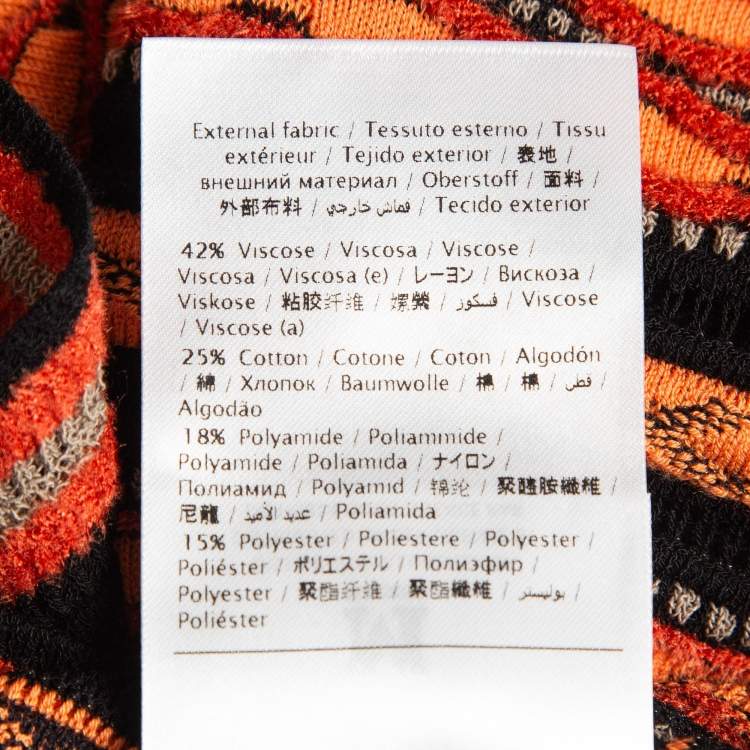 External fabric / Tessuto esterno / Tissu
extérieur / Tejido exterior / 表地 /
внешний материал / Oberstoff / 面料 /
外部布料 / قماش خارجي / Tecido exterior
42% Viscose / Viscosa / Viscose /
Viscosa / Viscosa (e) / レーヨン / Вискоза /
Viskose / 粘胶纤维 / 嫘縈 / فسكوز / Viscose
/ Viscose (a)
25% Cotton / Cotone / Coton / Algodón
/ 綿 / Хлопок / Baumwolle / 棉 / 棉 / قطن /
Algodão
18% Polyamide / Poliammide /
Polyamide / Poliamida / ナイロン /
Полиамид / Polyamid / 锦纶 / 聚醯胺纖維 /
尼龍 / عديد الأميد / Poliamida
15% Polyester / Poliestere / Polyester /
Poliéster / ポリエステル / Полиэфир /
Polyester / 聚酯纤维 / 聚酯纖維 / بوليستر /
Poliéster